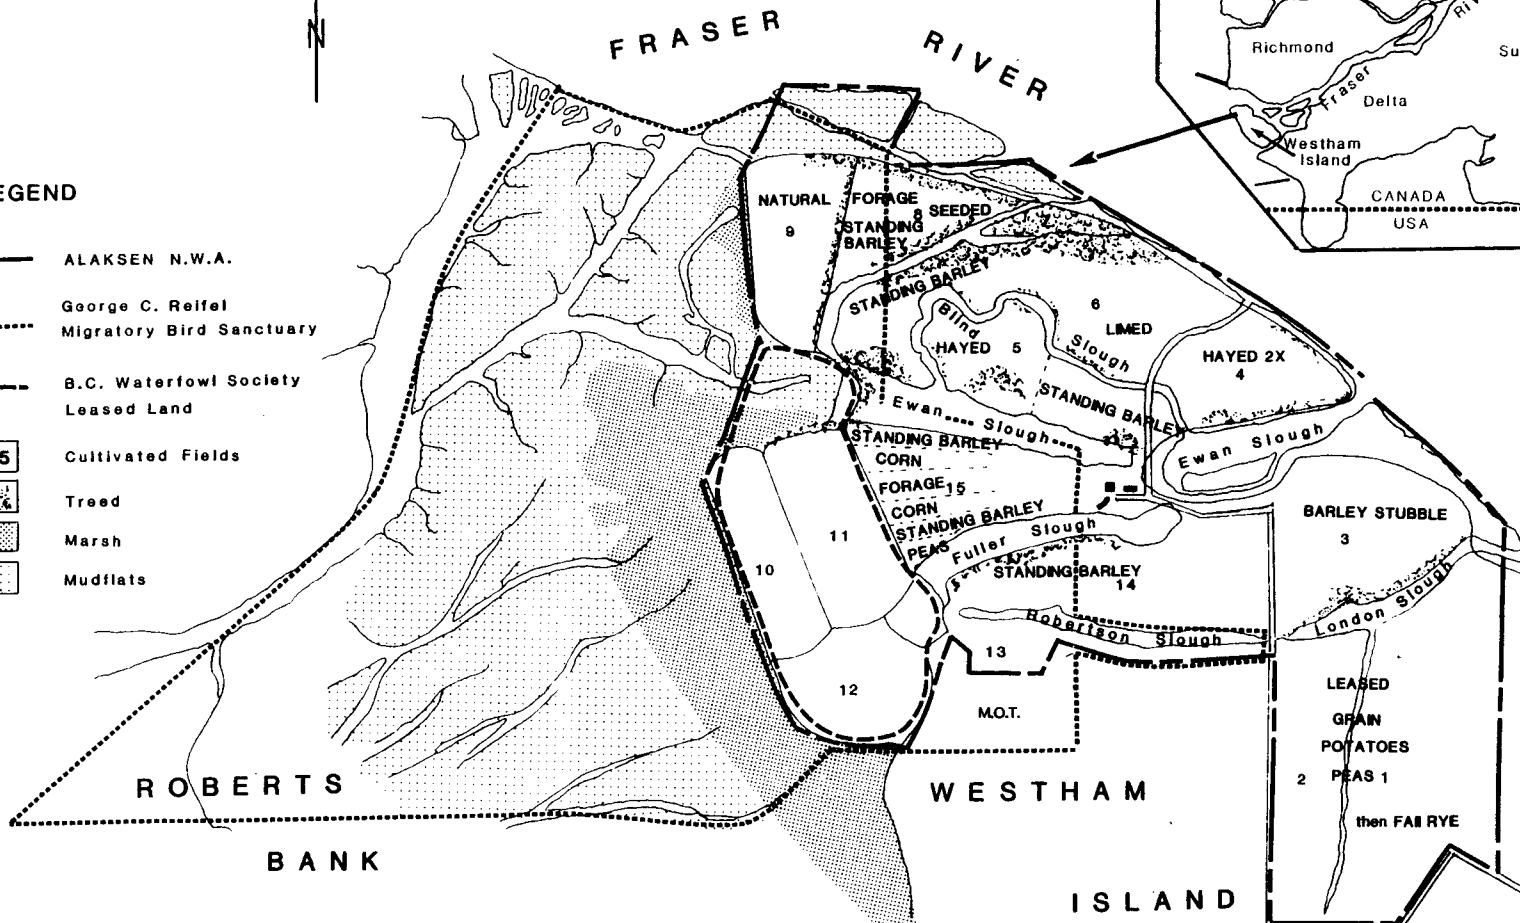 N
FRASER RIVER
EGEND
ALAKSEN N.W.A.
George C. Reifel
Migratory Bird Sanctuary
B.C. Waterfowl Society
Leased Land
5
Cultivated Fields
Treed
Marsh
Mudflats
Richmond
Su
Fraser
Delta
Westham
Island
CANADA
USA
NATURAL
9
FORAGE
8 SEEDED
STANDING
BARLEY
STANDING BARLEY
6
LIMED
Blind
Slough
HAYED 5
HAYED 2X
4
STANDING BARLEY
Ewan Slough
Ewan Slough
STANDING BARLEY
CORN
FORAGE 15
CORN
STANDING BARLEY
PEAS
Fuller Slough
STANDING BARLEY
14
BARLEY STUBBLE
3
London Slough
Robertson Slough
10
11
12
13
M.O.T.
LEASED
GRAIN
POTATOES
2 PEAS 1
then FAll RYE
ROBERTS
BANK
WESTHAM
ISLAND